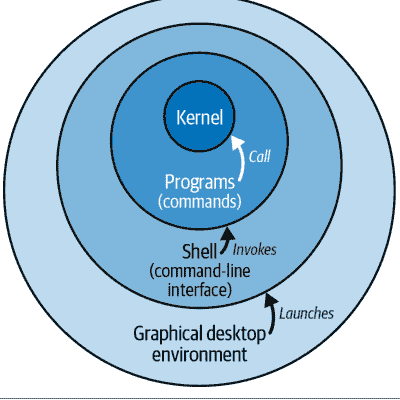 Kernel
Call
Programs
(commands)
Shell
Invokes
(command-line
interface)
Launches
Graphical desktop
environment